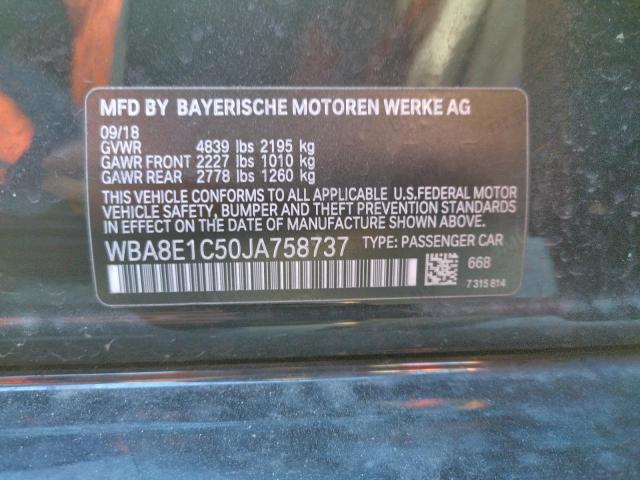 MFD BY BAYERISCHE MOTOREN WERKE AG
09/18
GVWR 4839 lbs 2195 kg
GAWR FRONT 2227 lbs 1010 kg
GAWR REAR 2778 lbs 1260 kg
THIS VEHICLE CONFORMS TO ALL APPLICABLE U.S.FEDERAL MOTOR
VEHICLE SAFETY, BUMPER AND THEFT PREVENTION STANDARDS
IN EFFECT ON THE DATE OF MANUFACTURE SHOWN ABOVE.
WBA8E1C50JA758737 TYPE: PASSENGER CAR
668
7 315 814